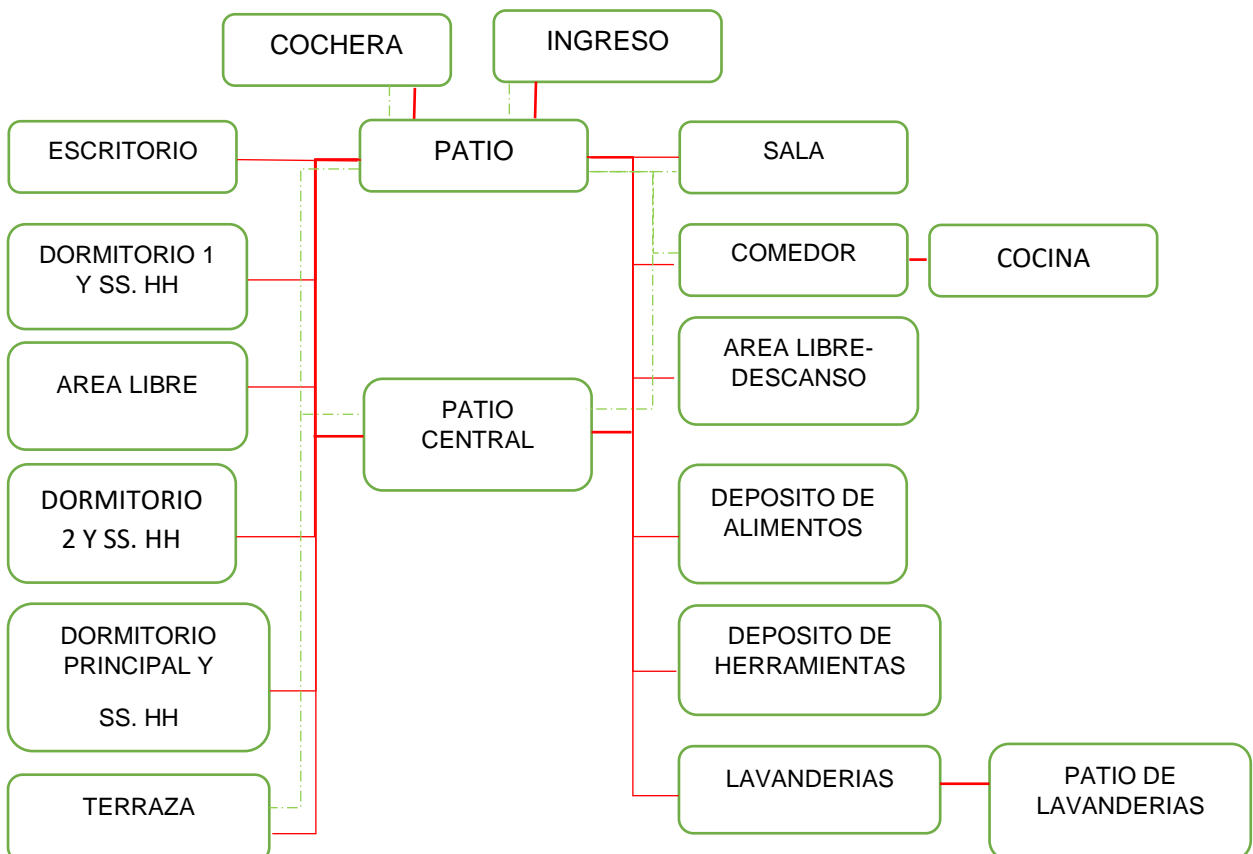 COCHERA
INGRESO
ESCRITORIO
PATIO
SALA
DORMITORIO 1
Y SS. HH
COMEDOR
COCINA
AREA LIBRE
AREA LIBRE-
DESCANSO
PATIO
CENTRAL
DORMITORIO
2 Y SS. HH
DEPOSITO DE
ALIMENTOS
DORMITORIO
PRINCIPAL Y
SS. HH
DEPOSITO DE
HERRAMIENTAS
TERRAZA
LAVANDERIAS
PATIO DE
LAVANDERIAS